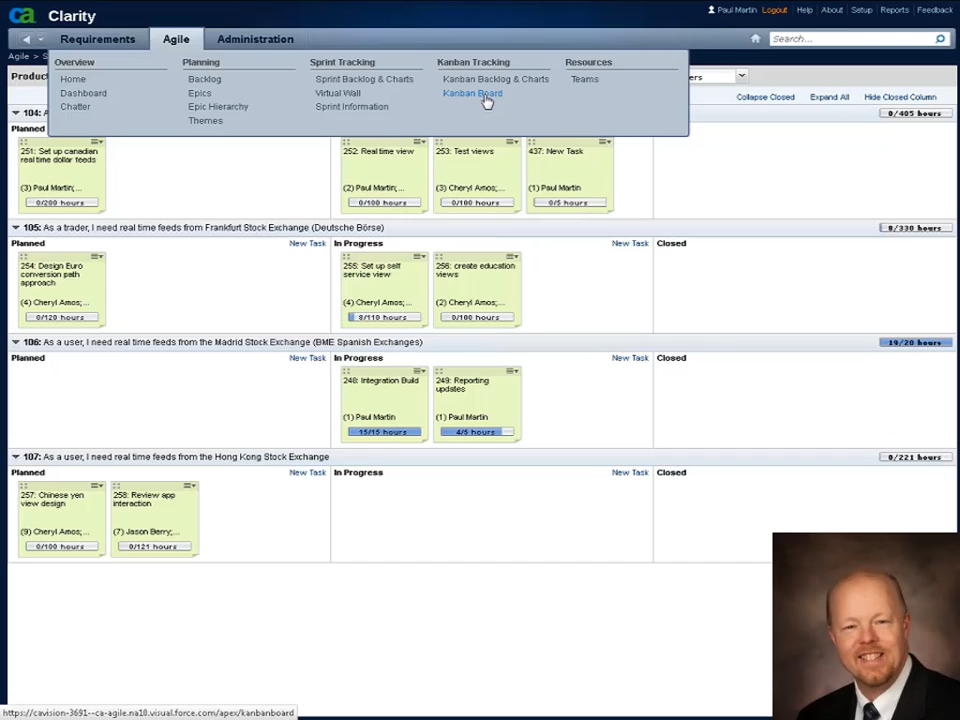 ca Clarity
Paul Martin Logout Help About Setup Reports Feedback
Requirements Agile Administration
Search...
Agile > S
Overview
Home
Dashboard
Chatter
Planning
Backlog
Epics
Epic Hierarchy
Themes
Sprint Tracking
Sprint Backlog & Charts
Virtual Wall
Sprint Information
Kanban Tracking
Kanban Backlog & Charts
Kanban Board
Resources
Teams
Produc
ers
Collapse Closed Expand All Hide Closed Column
104: A
0/405 hours
Planned
251: Set up canadian
real time dollar feeds
(3) Paul Martin;...
0/200 hours
252: Real time view
(2) Paul Martin;...
0/100 hours
253: Test views
(3) Cheryl Amos;...
0/100 hours
437: New Task
(1) Paul Martin
0/5 hours
105: As a trader, I need real time feeds from Frankfurt Stock Exchange (Deutsche Börse)
8/330 hours
Planned New Task In Progress New Task Closed
254: Design Euro
conversion path
approach
(4) Cheryl Amos;...
0/120 hours
255: Set up self
service view
(4) Cheryl Amos;...
8/110 hours
256: create education
views
(2) Cheryl Amos;...
0/100 hours
106: As a user, I need real time feeds from the Madrid Stock Exchange (BME Spanish Exchanges)
19/20 hours
Planned New Task In Progress New Task Closed
248: Integration Build
(1) Paul Martin
15/15 hours
249: Reporting
updates
(1) Paul Martin
4/5 hours
107: As a user, I need real time feeds from the Hong Kong Stock Exchange
0/221 hours
Planned New Task In Progress New Task Closed
257: Chinese yen
view design
(9) Cheryl Amos;...
0/100 hours
258: Review app
interaction
(7) Jason Berry;...
0/121 hours
https://cavision-3691--ca-agile.na10.visual.force.com/apex/kanbanboard